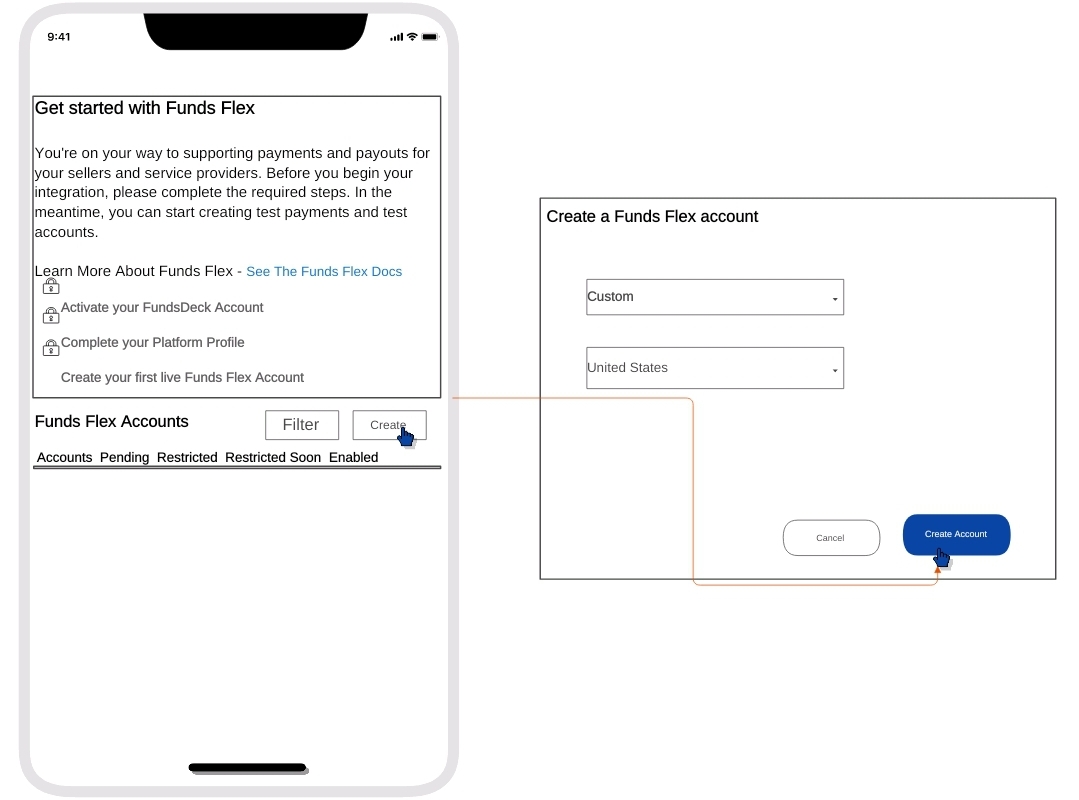 9:41
Get started with Funds Flex
You're on your way to supporting payments and payouts for
your sellers and service providers. Before you begin your
integration, please complete the required steps. In the
meantime, you can start creating test payments and test
accounts.
Learn More About Funds Flex - See The Funds Flex Docs
Activate your FundsDeck Account
Complete your Platform Profile
Create your first live Funds Flex Account
Funds Flex Accounts
Filter
Create
Accounts Pending Restricted Restricted Soon Enabled
Create a Funds Flex account
Custom
United States
Cancel
Create Account